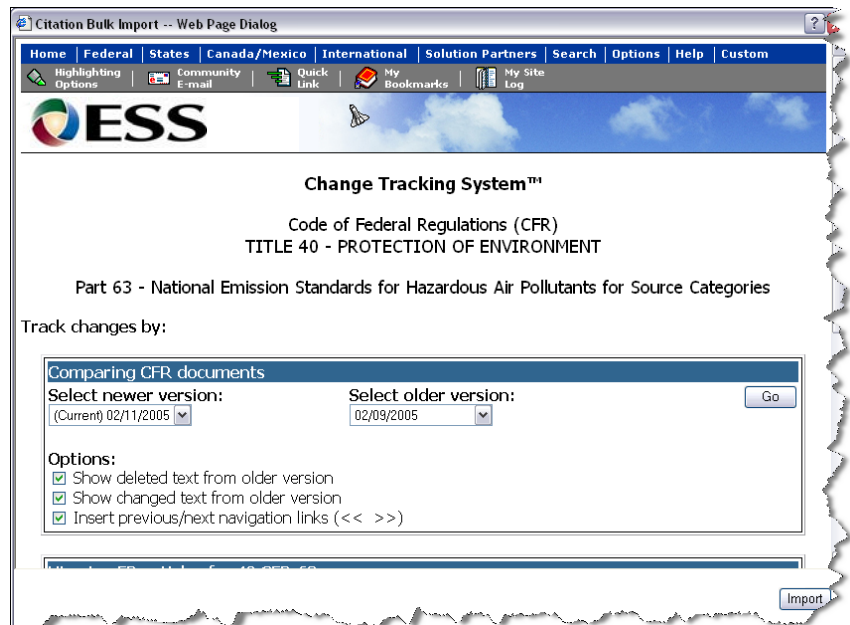 Citation Bulk Import -- Web Page Dialog
?
Home | Federal | States | Canada/Mexico | International | Solution Partners | Search | Options | Help | Custom
Highlighting Options | Community E-mail | Quick Link | My Bookmarks | My Site Log
ESS
Change Tracking System™
Code of Federal Regulations (CFR)
TITLE 40 - PROTECTION OF ENVIRONMENT
Part 63 - National Emission Standards for Hazardous Air Pollutants for Source Categories
Track changes by:
Comparing CFR documents
Select newer version: Select older version: Go
(Current) 02/11/2005 02/09/2005
Options:
Show deleted text from older version
Show changed text from older version
Insert previous/next navigation links (<< >>)
Import